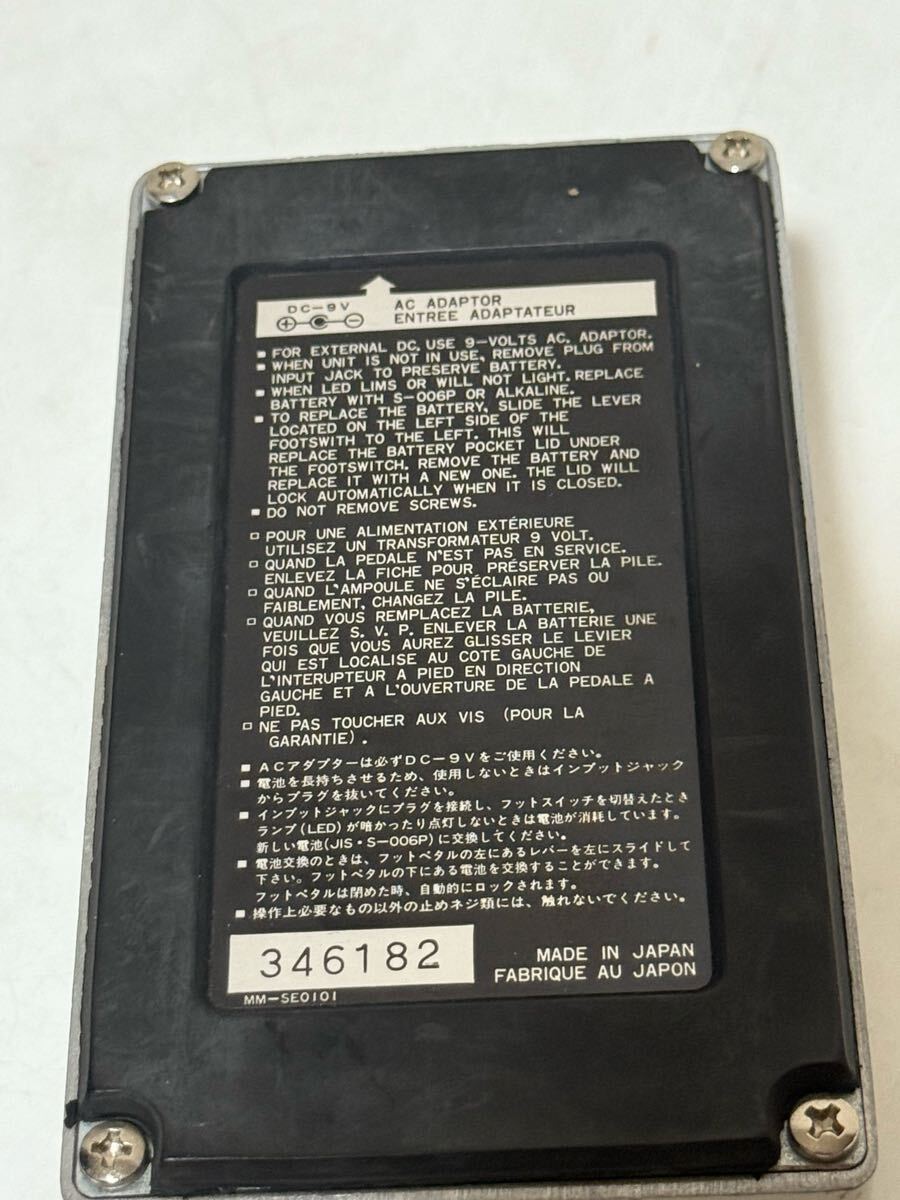 DC-9V
AC ADAPTOR
ENTREE ADAPTATEUR
■ FOR EXTERNAL DC, USE 9-VOLTS AC. ADAPTOR.
■ WHEN UNIT IS NOT IN USE, REMOVE PLUG FROM
INPUT JACK TO PRESERVE BATTERY.
■ WHEN LED LIMS OR WILL NOT LIGHT. REPLACE
BATTERY WITH S-006P OR ALKALINE.
■ TO REPLACE THE BATTERY, SLIDE THE LEVER
LOCATED ON THE LEFT SIDE OF THE
FOOTSWITH TO THE LEFT. THIS WILL
REPLACE THE BATTERY POCKET LID UNDER
THE FOOTSWITCH. REMOVE THE BATTERY AND
REPLACE IT WITH A NEW ONE. THE LID WILL
LOCK AUTOMATICALLY WHEN IT IS CLOSED.
■ DO NOT REMOVE SCREWS.
□ POUR UNE ALIMENTATION EXTÉRIEURE
UTILISEZ UN TRANSFORMATEUR 9 VOLT.
□ QUAND LA PEDALE N'EST PAS EN SERVICE.
ENLEVEZ LA FICHE POUR PRÉSERVER LA PILE.
□ QUAND L'AMPOULE NE S'ÉCLAIRE PAS OU
FAIBLEMENT, CHANGEZ LA PILE.
□ QUAND VOUS REMPLACEZ LA BATTERIE,
VEUILLEZ S. V. P. ENLEVER LA BATTERIE UNE
FOIS QUE VOUS AUREZ GLISSER LE LEVIER
QUI EST LOCALISE AU COTE GAUCHE DE
L'INTERUPTEUR A PIED EN DIRECTION
GAUCHE ET A L'OUVERTURE DE LA PEDALE A
PIED.
□ NE PAS TOUCHER AUX VIS (POUR LA
GARANTIE).
■ ACアダプターは必ずDC-9Vをご使用ください。
■ 電池を長持ちさせるため、使用しないときはインプットジャック
からプラグを抜いてください。
■ インプットジャックにプラグを接続し、フットスイッチを切替えたとき
ランプ(LED)が暗かったり点灯しないときは電池が消耗しています。
新しい電池(JIS・S-006P)に交換してください。
■ 電池交換のときは、フットペタルの左にあるレバーを左にスライドして
下さい。フットペタルの下にある電池を交換することができます。
フットペタルは閉めた時、自動的にロックされます。
■ 操作上必要なもの以外の止めネジ類には、触れないでください。
346182
MADE IN JAPAN
FABRIQUE AU JAPON
MM-SE0101